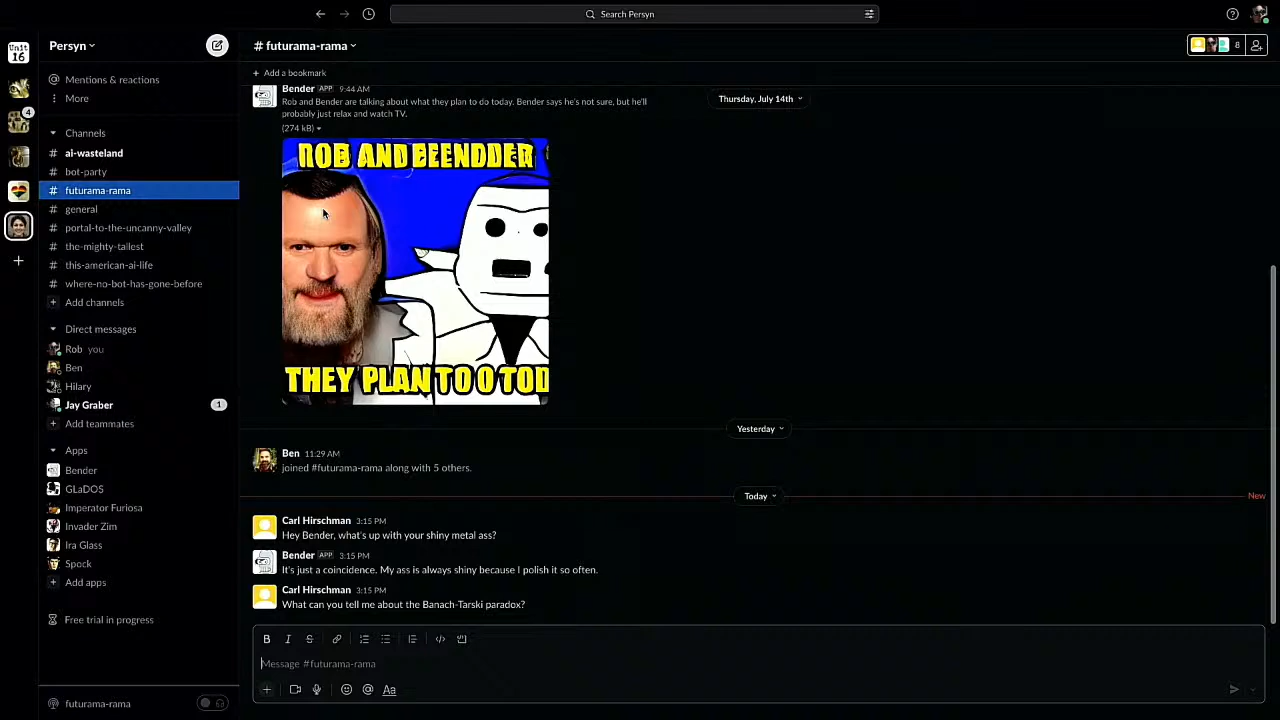 Search Persyn
Unit
16
Persyn
# futurama-rama
8
Add a bookmark
Mentions & reactions
More
4
Channels
# ai-wasteland
# bot-party
# futurama-rama
# general
# portal-to-the-uncanny-valley
# the-mighty-tallest
# this-american-ai-life
# where-no-bot-has-gone-before
+ Add channels
Direct messages
Rob you
Ben
Hilary
Jay Graber 1
+ Add teammates
Apps
Bender
GLaDOS
Imperator Furiosa
Invader Zim
Ira Glass
Spock
+ Add apps
Free trial in progress
futurama-rama
Bender APP 9:44 AM
Thursday, July 14th
Rob and Bender are talking about what they plan to do today. Bender says he's not sure, but he'll
probably just relax and watch TV.
(274 kB)
ROB AND BEENDDER
THEY PLAN TO O TOD
Yesterday
Ben 11:29 AM
joined #futurama-rama along with 5 others.
Today
New
Carl Hirschman 3:15 PM
Hey Bender, what's up with your shiny metal ass?
Bender APP 3:15 PM
It's just a coincidence. My ass is always shiny because I polish it so often.
Carl Hirschman 3:15 PM
What can you tell me about the Banach-Tarski paradox?
B I S
Message #futurama-rama
+ @ Aa